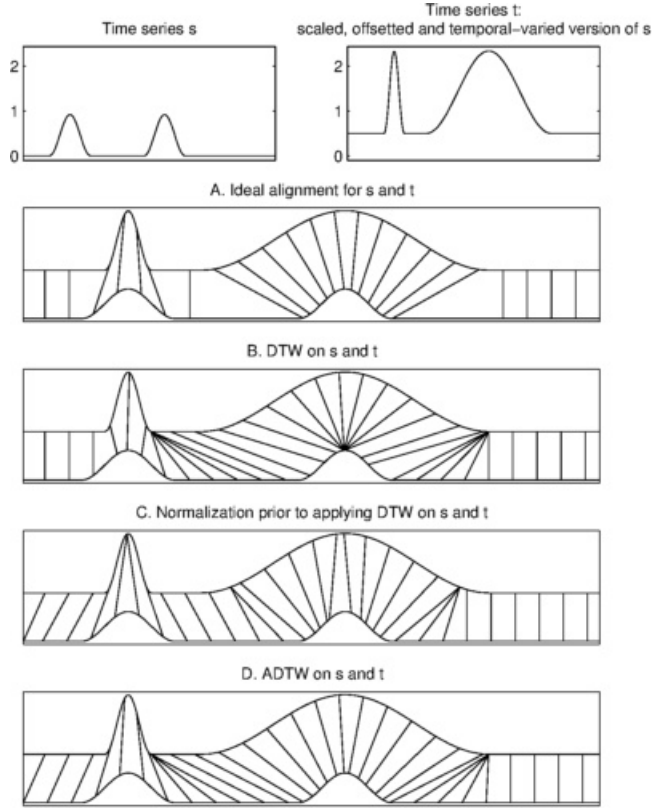 Time series s
Time series t:
scaled, offsetted and temporal-varied version of s
2
1
0
2
1
0
A. Ideal alignment for s and t
B. DTW on s and t
C. Normalization prior to applying DTW on s and t
D. ADTW on s and t